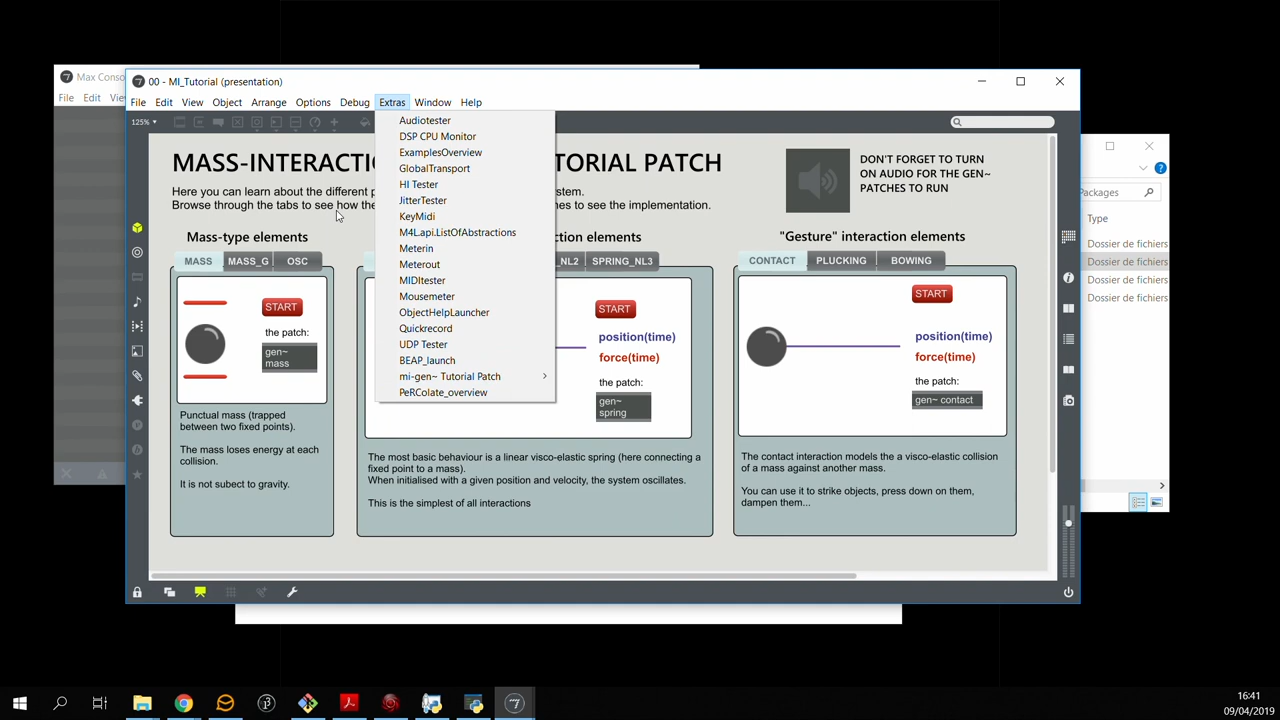 Max Conso
File Edit Vie
00 - MI_Tutorial (presentation)
File Edit View Object Arrange Options Debug Extras Window Help
125%
Audiotester
DSP CPU Monitor
ExamplesOverview
GlobalTransport
HI Tester
JitterTester
KeyMidi
M4Lapi.ListOfAbstractions
Meterin
Meterout
MIDItester
Mousemeter
ObjectHelpLauncher
Quickrecord
UDP Tester
BEAP_launch
mi-gen~ Tutorial Patch
PeRColate_overview
MASS-INTERACTI
TORIAL PATCH
Here you can learn about the different p
stem.
Browse through the tabs to see how the
hes to see the implementation.
DON'T FORGET TO TURN
ON AUDIO FOR THE GEN~
PATCHES TO RUN
Mass-type elements
MASS MASS_G OSC
START
the patch:
gen~
mass
Punctual mass (trapped
between two fixed points).
The mass loses energy at each
collision.
It is not subect to gravity.
ction elements
_NL2 SPRING_NL3
START
position(time)
force(time)
the patch:
gen~
spring
The most basic behaviour is a linear visco-elastic spring (here connecting a
fixed point to a mass).
When initialised with a given position and velocity, the system oscillates.
This is the simplest of all interactions
"Gesture" interaction elements
CONTACT PLUCKING BOWING
START
position(time)
force(time)
the patch:
gen~ contact
The contact interaction models the a visco-elastic collision
of a mass against another mass.
You can use it to strike objects, press down on them,
dampen them...
Packages
Type
Dossier de fichiers
Dossier de fichiers
Dossier de fichiers
Dossier de fichiers
16:41
09/04/2019